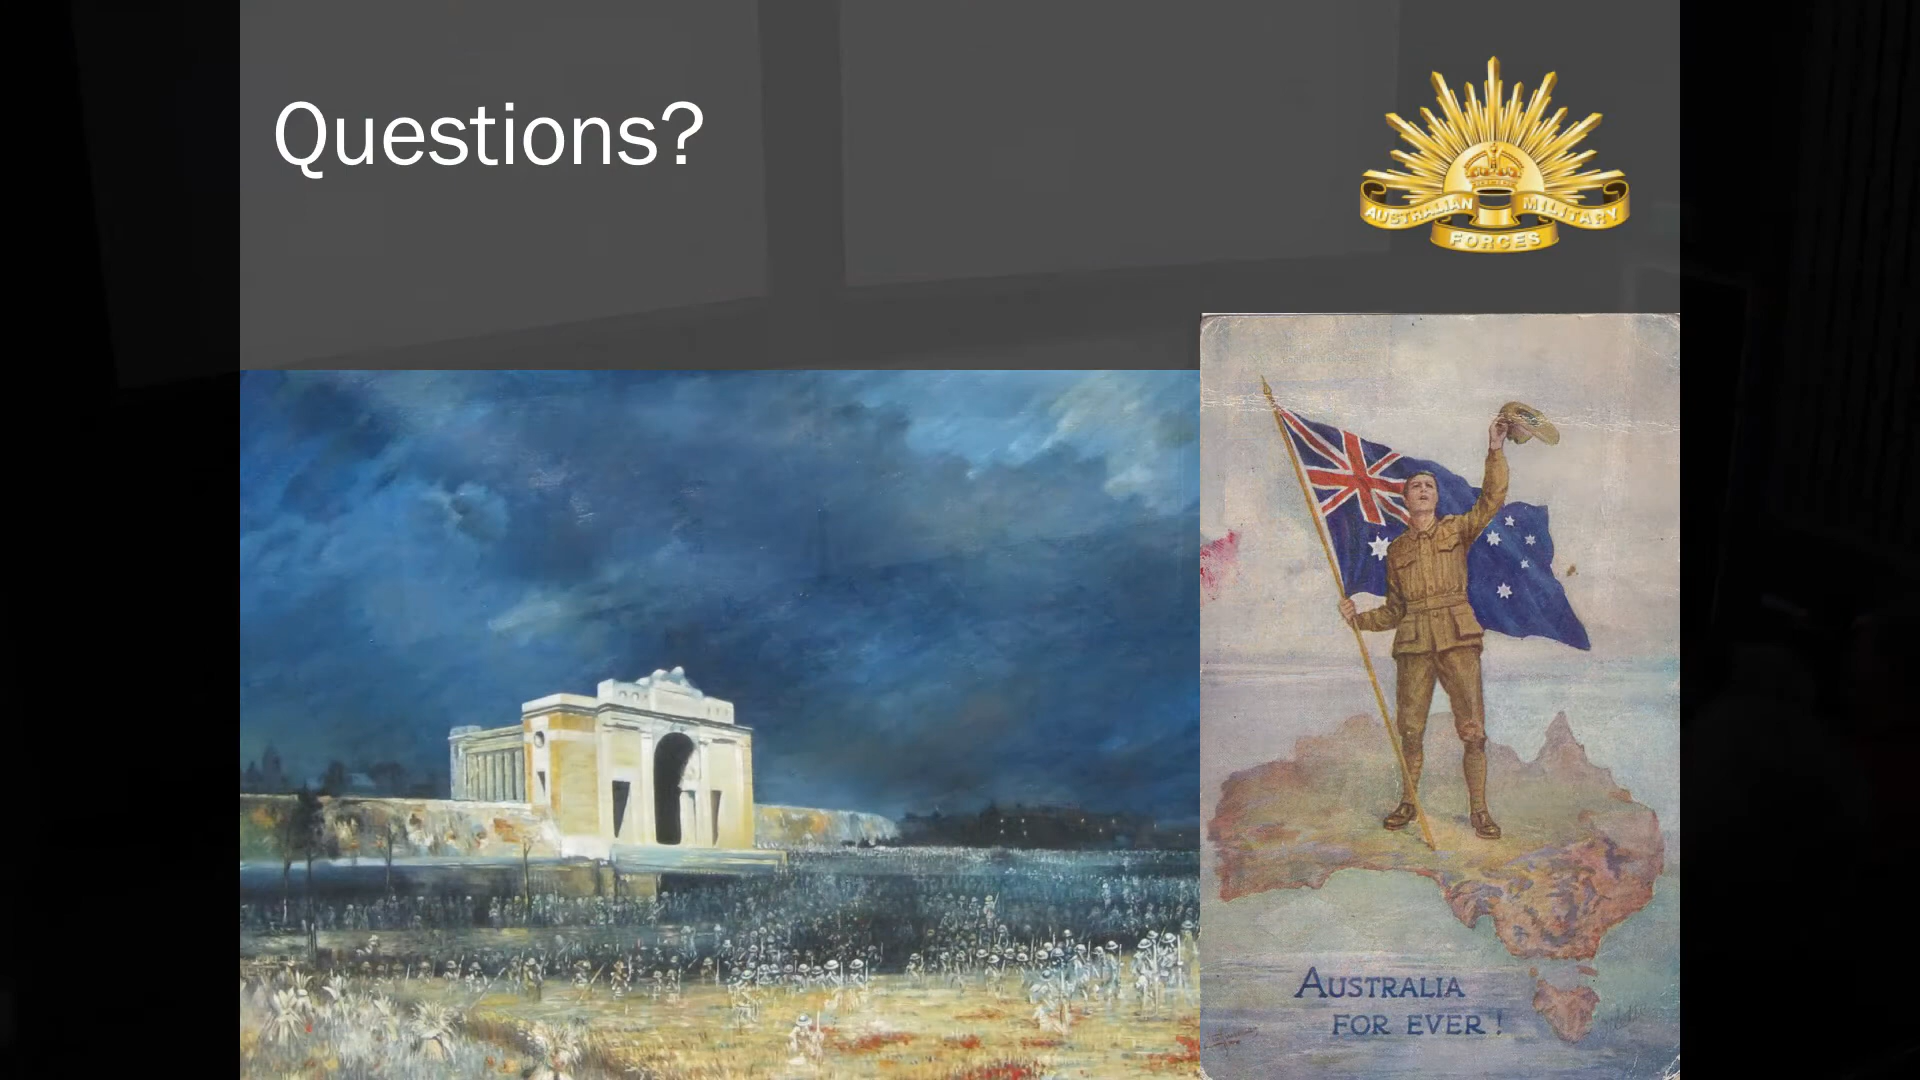 Questions?
AUSTRALIAN MILITARY
FORCES
AUSTRALIA
FOR EVER!